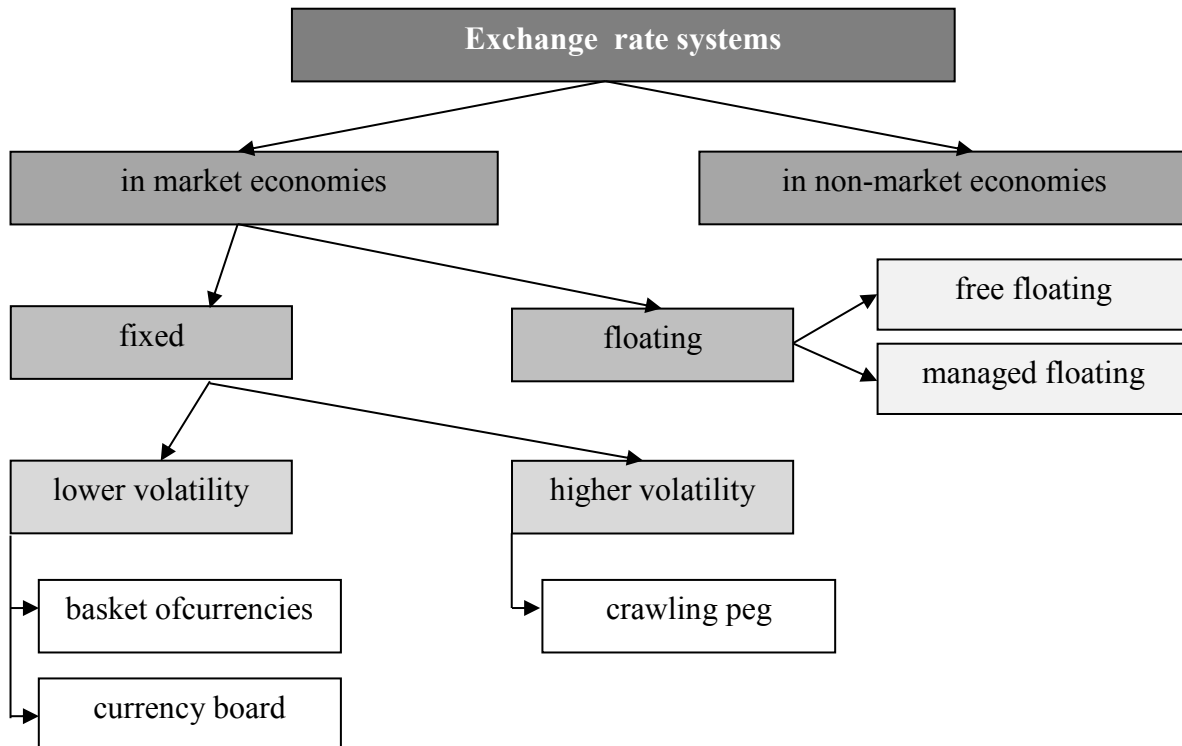 Exchange rate systems
in market economies
in non-market economies
free floating
fixed
floating
managed floating
lower volatility
higher volatility
basket ofcurrencies
crawling peg
currency board